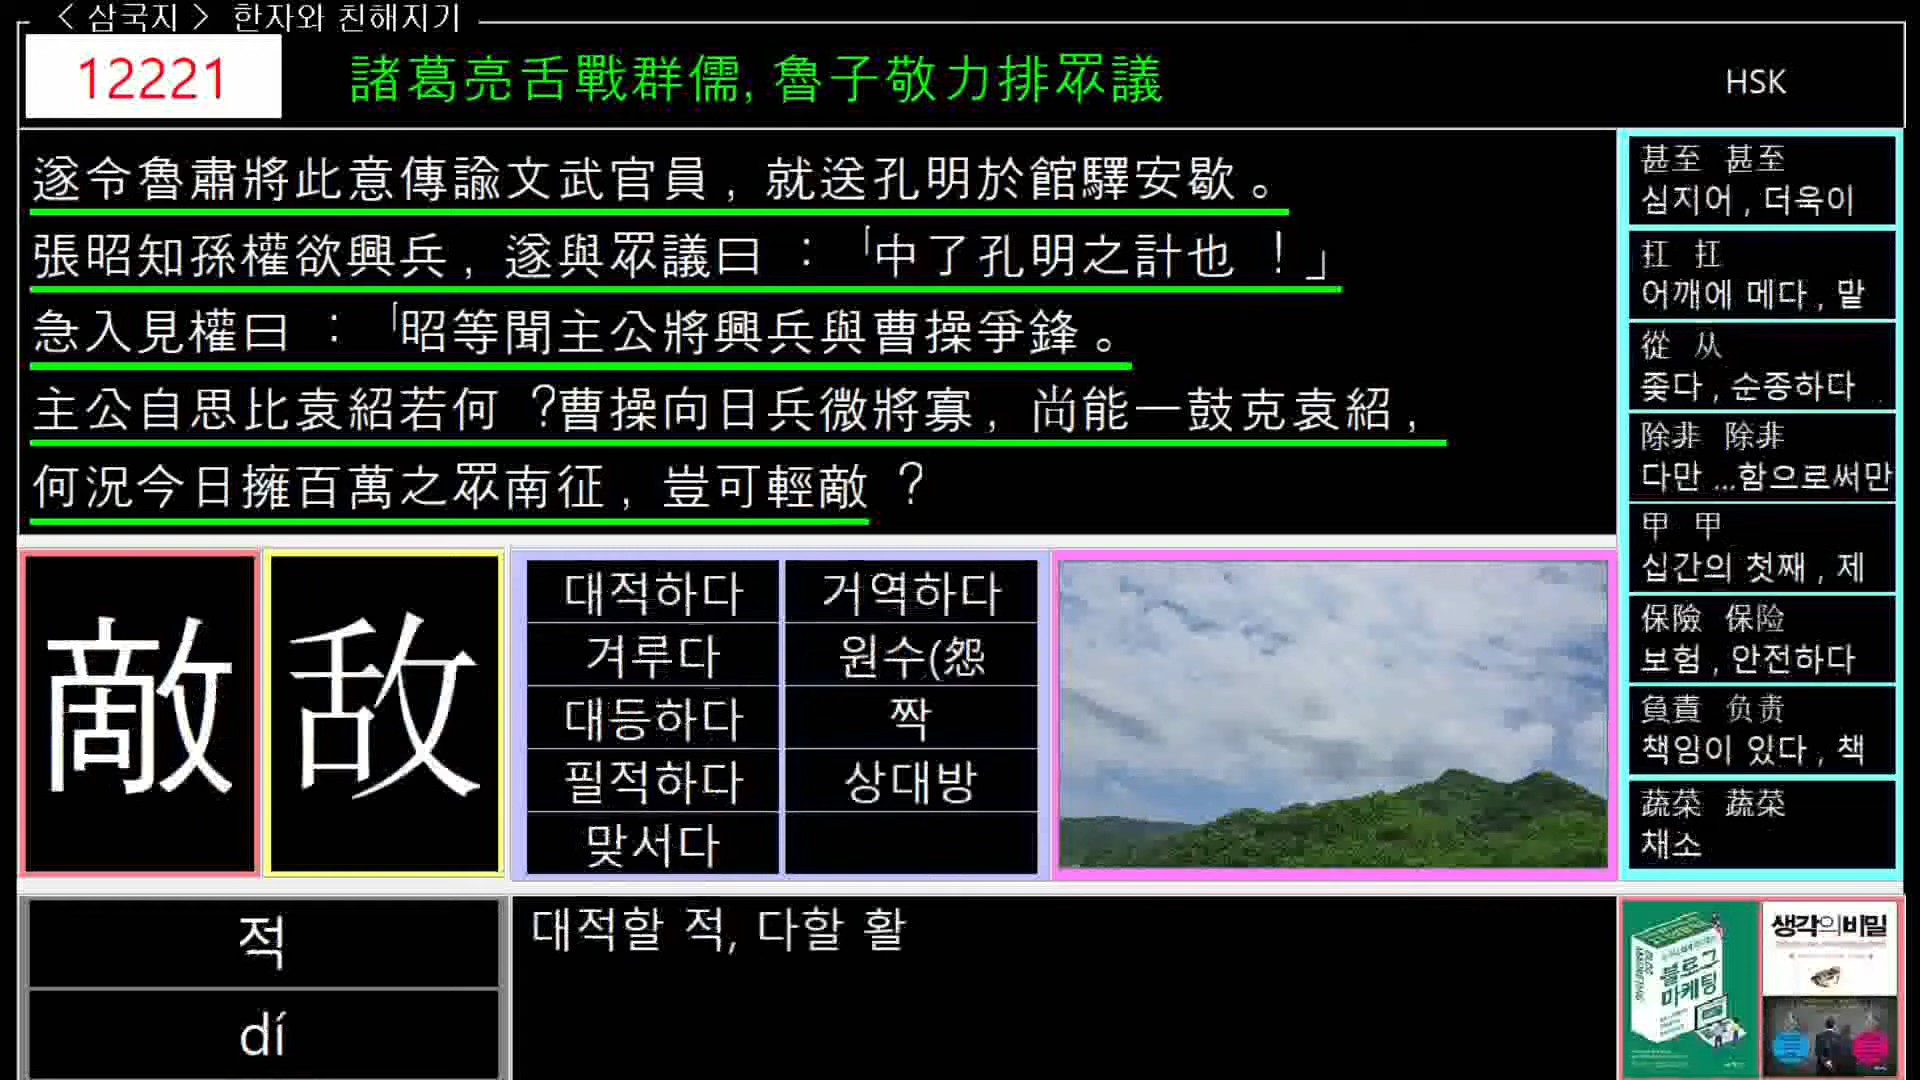 < 삼국지 > 한자와 친해지기
12221
諸葛亮舌戰群儒, 魯子敬力排眾議
HSK
遂令魯肅將此意傳諭文武官員, 就送孔明於館驛安歇。
張昭知孫權欲興兵, 遂與眾議曰 :「中了孔明之計也 !」
急入見權曰 :「昭等聞主公將興兵與曹操爭鋒。
主公自思比袁紹若何 ?曹操向日兵微將寡, 尚能一鼓克袁紹,
何況今日擁百萬之眾南征, 豈可輕敵 ?
甚至 甚至
심지어, 더욱이
扛 扛
어깨에 메다, 맡
從 从
좇다, 순종하다
除非 除非
다만 ...함으로써만
甲 甲
십간의 첫째, 제
保險 保险
보험, 안전하다
負責 负责
책임이 있다, 책
蔬菜 蔬菜
채소
敵 敌
대적하다 거역하다
겨루다 원수(怨
대등하다 짝
필적하다 상대방
맞서다
적
dí
대적할 적, 다할 활
블로그
마케팅
생각의비밀